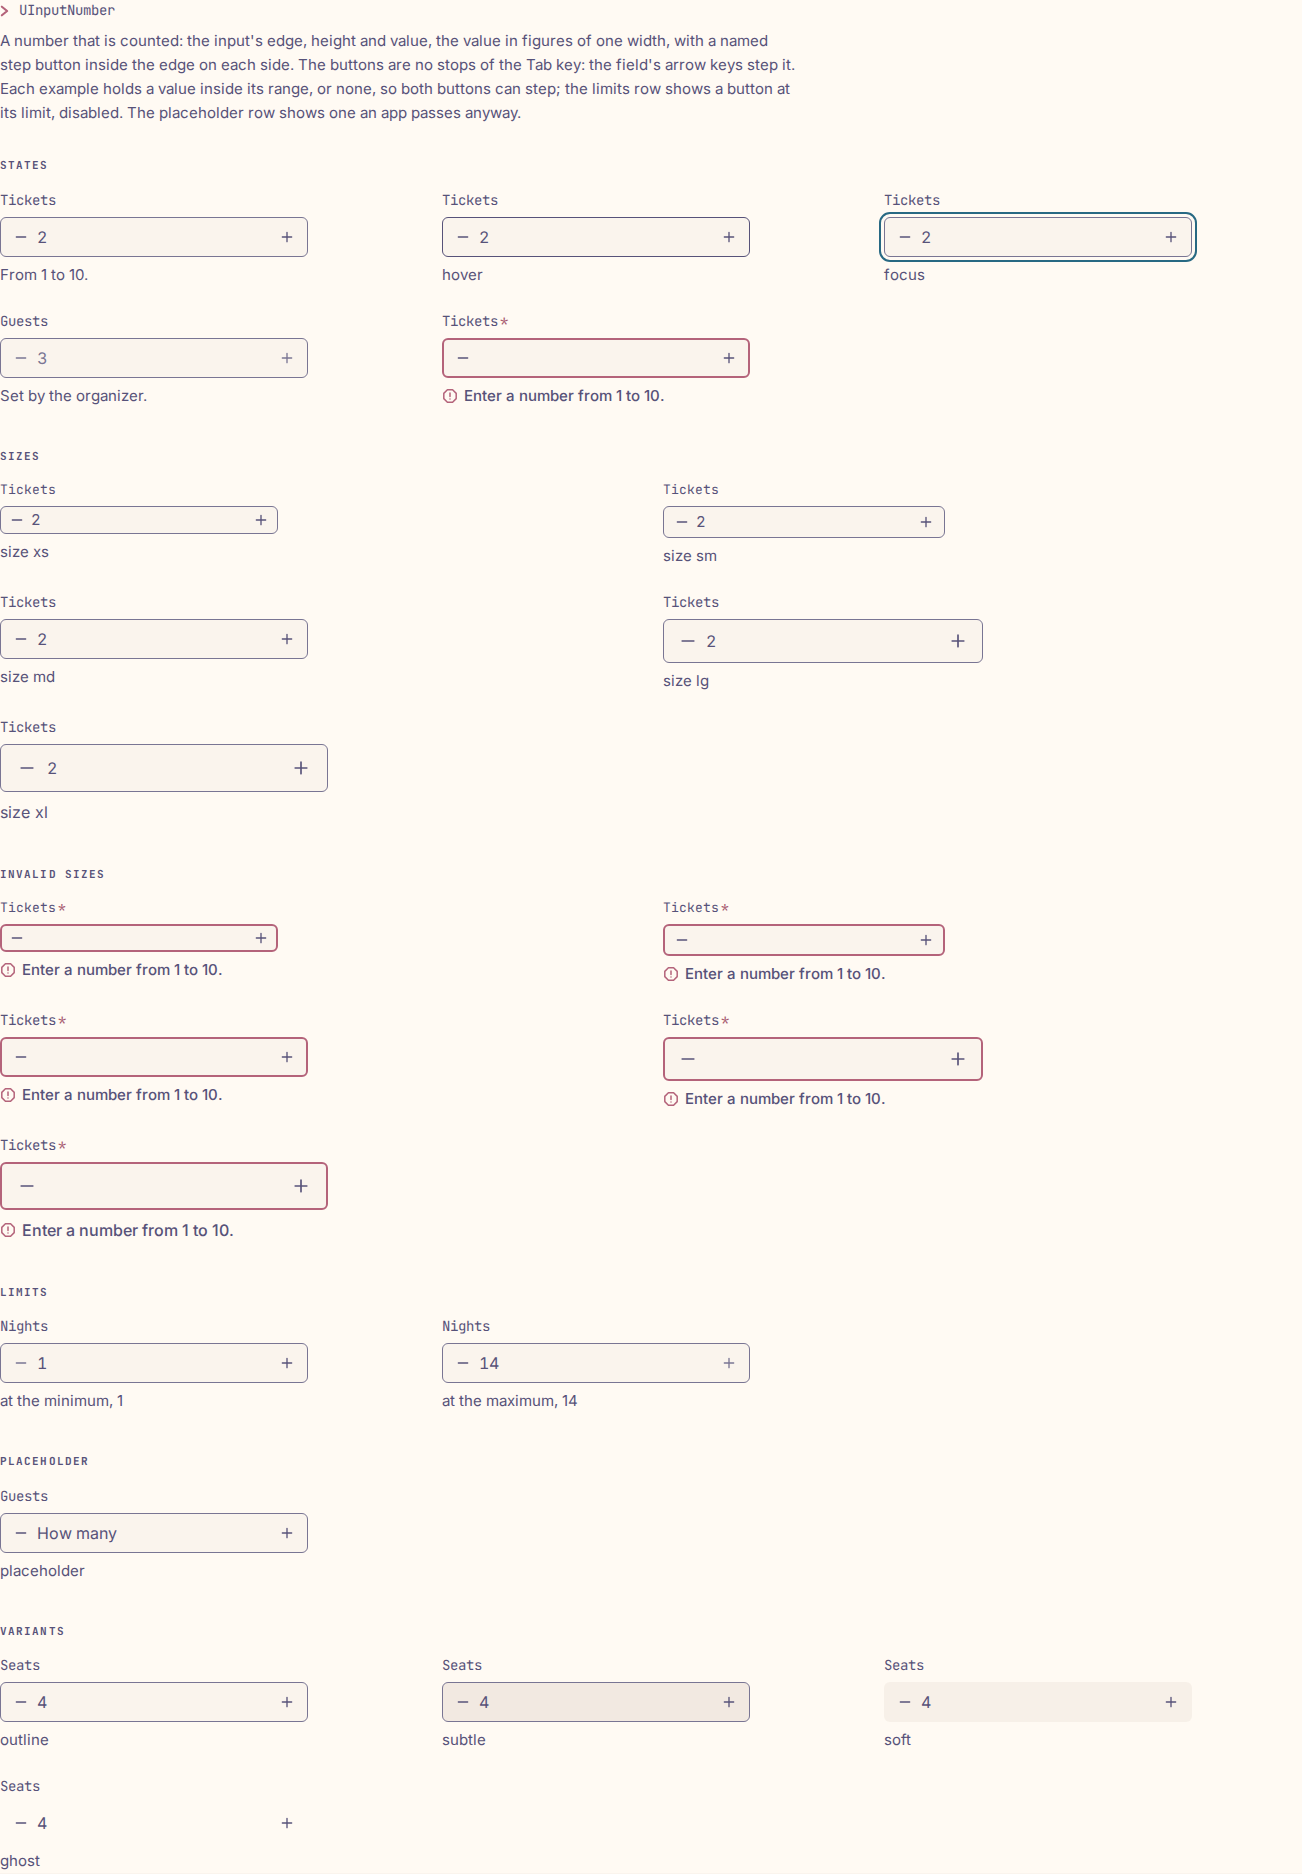 UInputNumber
A number that is counted: the input's edge, height and value, the value in figures of one width, with a named
step button inside the edge on each side. The buttons are no stops of the Tab key: the field's arrow keys step it.
Each example holds a value inside its range, or none, so both buttons can step; the limits row shows a button at
its limit, disabled. The placeholder row shows one an app passes anyway.
STATES
Tickets Tickets Tickets
− 2 + − 2 + − 2 +
From 1 to 10. hover focus
Guests Tickets*
− 3 + − +
Set by the organizer. Enter a number from 1 to 10.
SIZES
Tickets Tickets
− 2 + − 2 +
size xs size sm
Tickets Tickets
− 2 + − 2 +
size md size lg
Tickets
− 2 +
size xl
INVALID SIZES
Tickets* Tickets*
− + − +
Enter a number from 1 to 10. Enter a number from 1 to 10.
Tickets* Tickets*
− + − +
Enter a number from 1 to 10. Enter a number from 1 to 10.
Tickets*
− +
Enter a number from 1 to 10.
LIMITS
Nights Nights
− 1 + − 14 +
at the minimum, 1 at the maximum, 14
PLACEHOLDER
Guests
− How many +
placeholder
VARIANTS
Seats Seats Seats
− 4 + − 4 + − 4 +
outline subtle soft
Seats
− 4 +
ghost